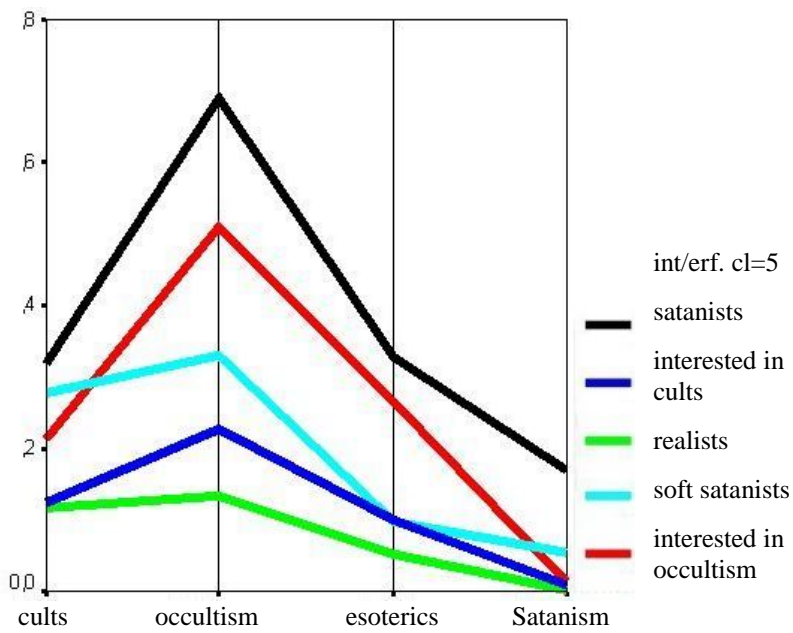 ,8
,6
,4
,2
0,0
cults occultism esoterics Satanism
int/erf. cl=5
satanists
interested in
cults
realists
soft satanists
interested in
occultism